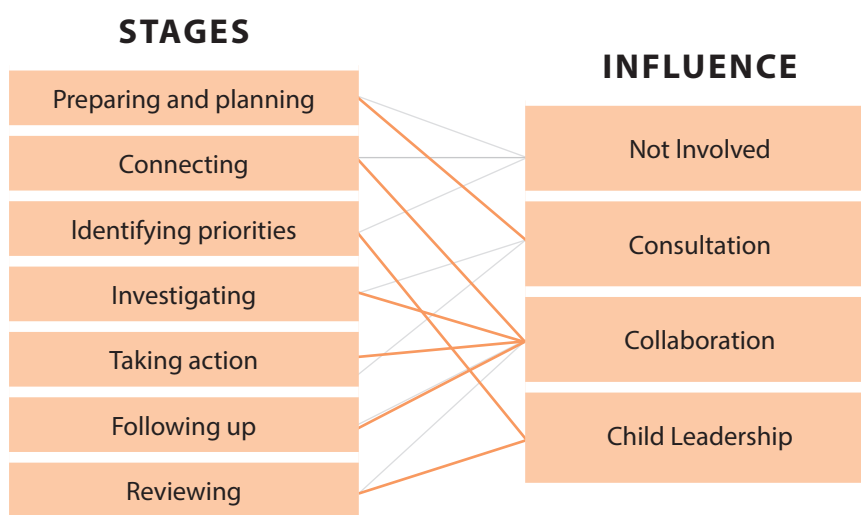 STAGES
Preparing and planning
Connecting
Identifying priorities
Investigating
Taking action
Following up
Reviewing
INFLUENCE
Not Involved
Consultation
Collaboration
Child Leadership